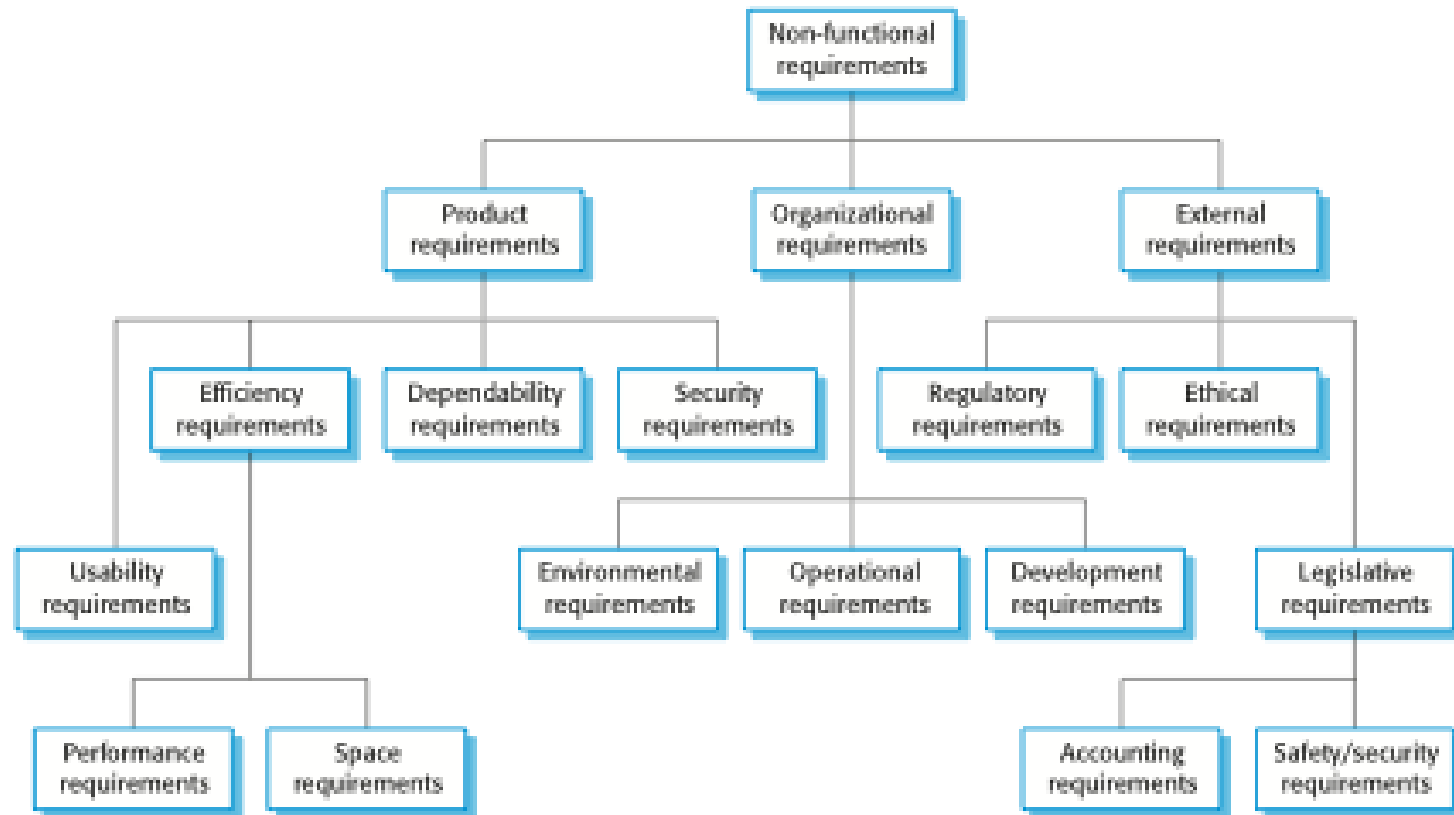 Non-functional
requirements
Product
requirements
Organizational
requirements
External
requirements
Efficiency
requirements
Dependability
requirements
Security
requirements
Regulatory
requirements
Ethical
requirements
Usability
requirements
Environmental
requirements
Operational
requirements
Development
requirements
Legislative
requirements
Performance
requirements
Space
requirements
Accounting
requirements
Safety/security
requirements